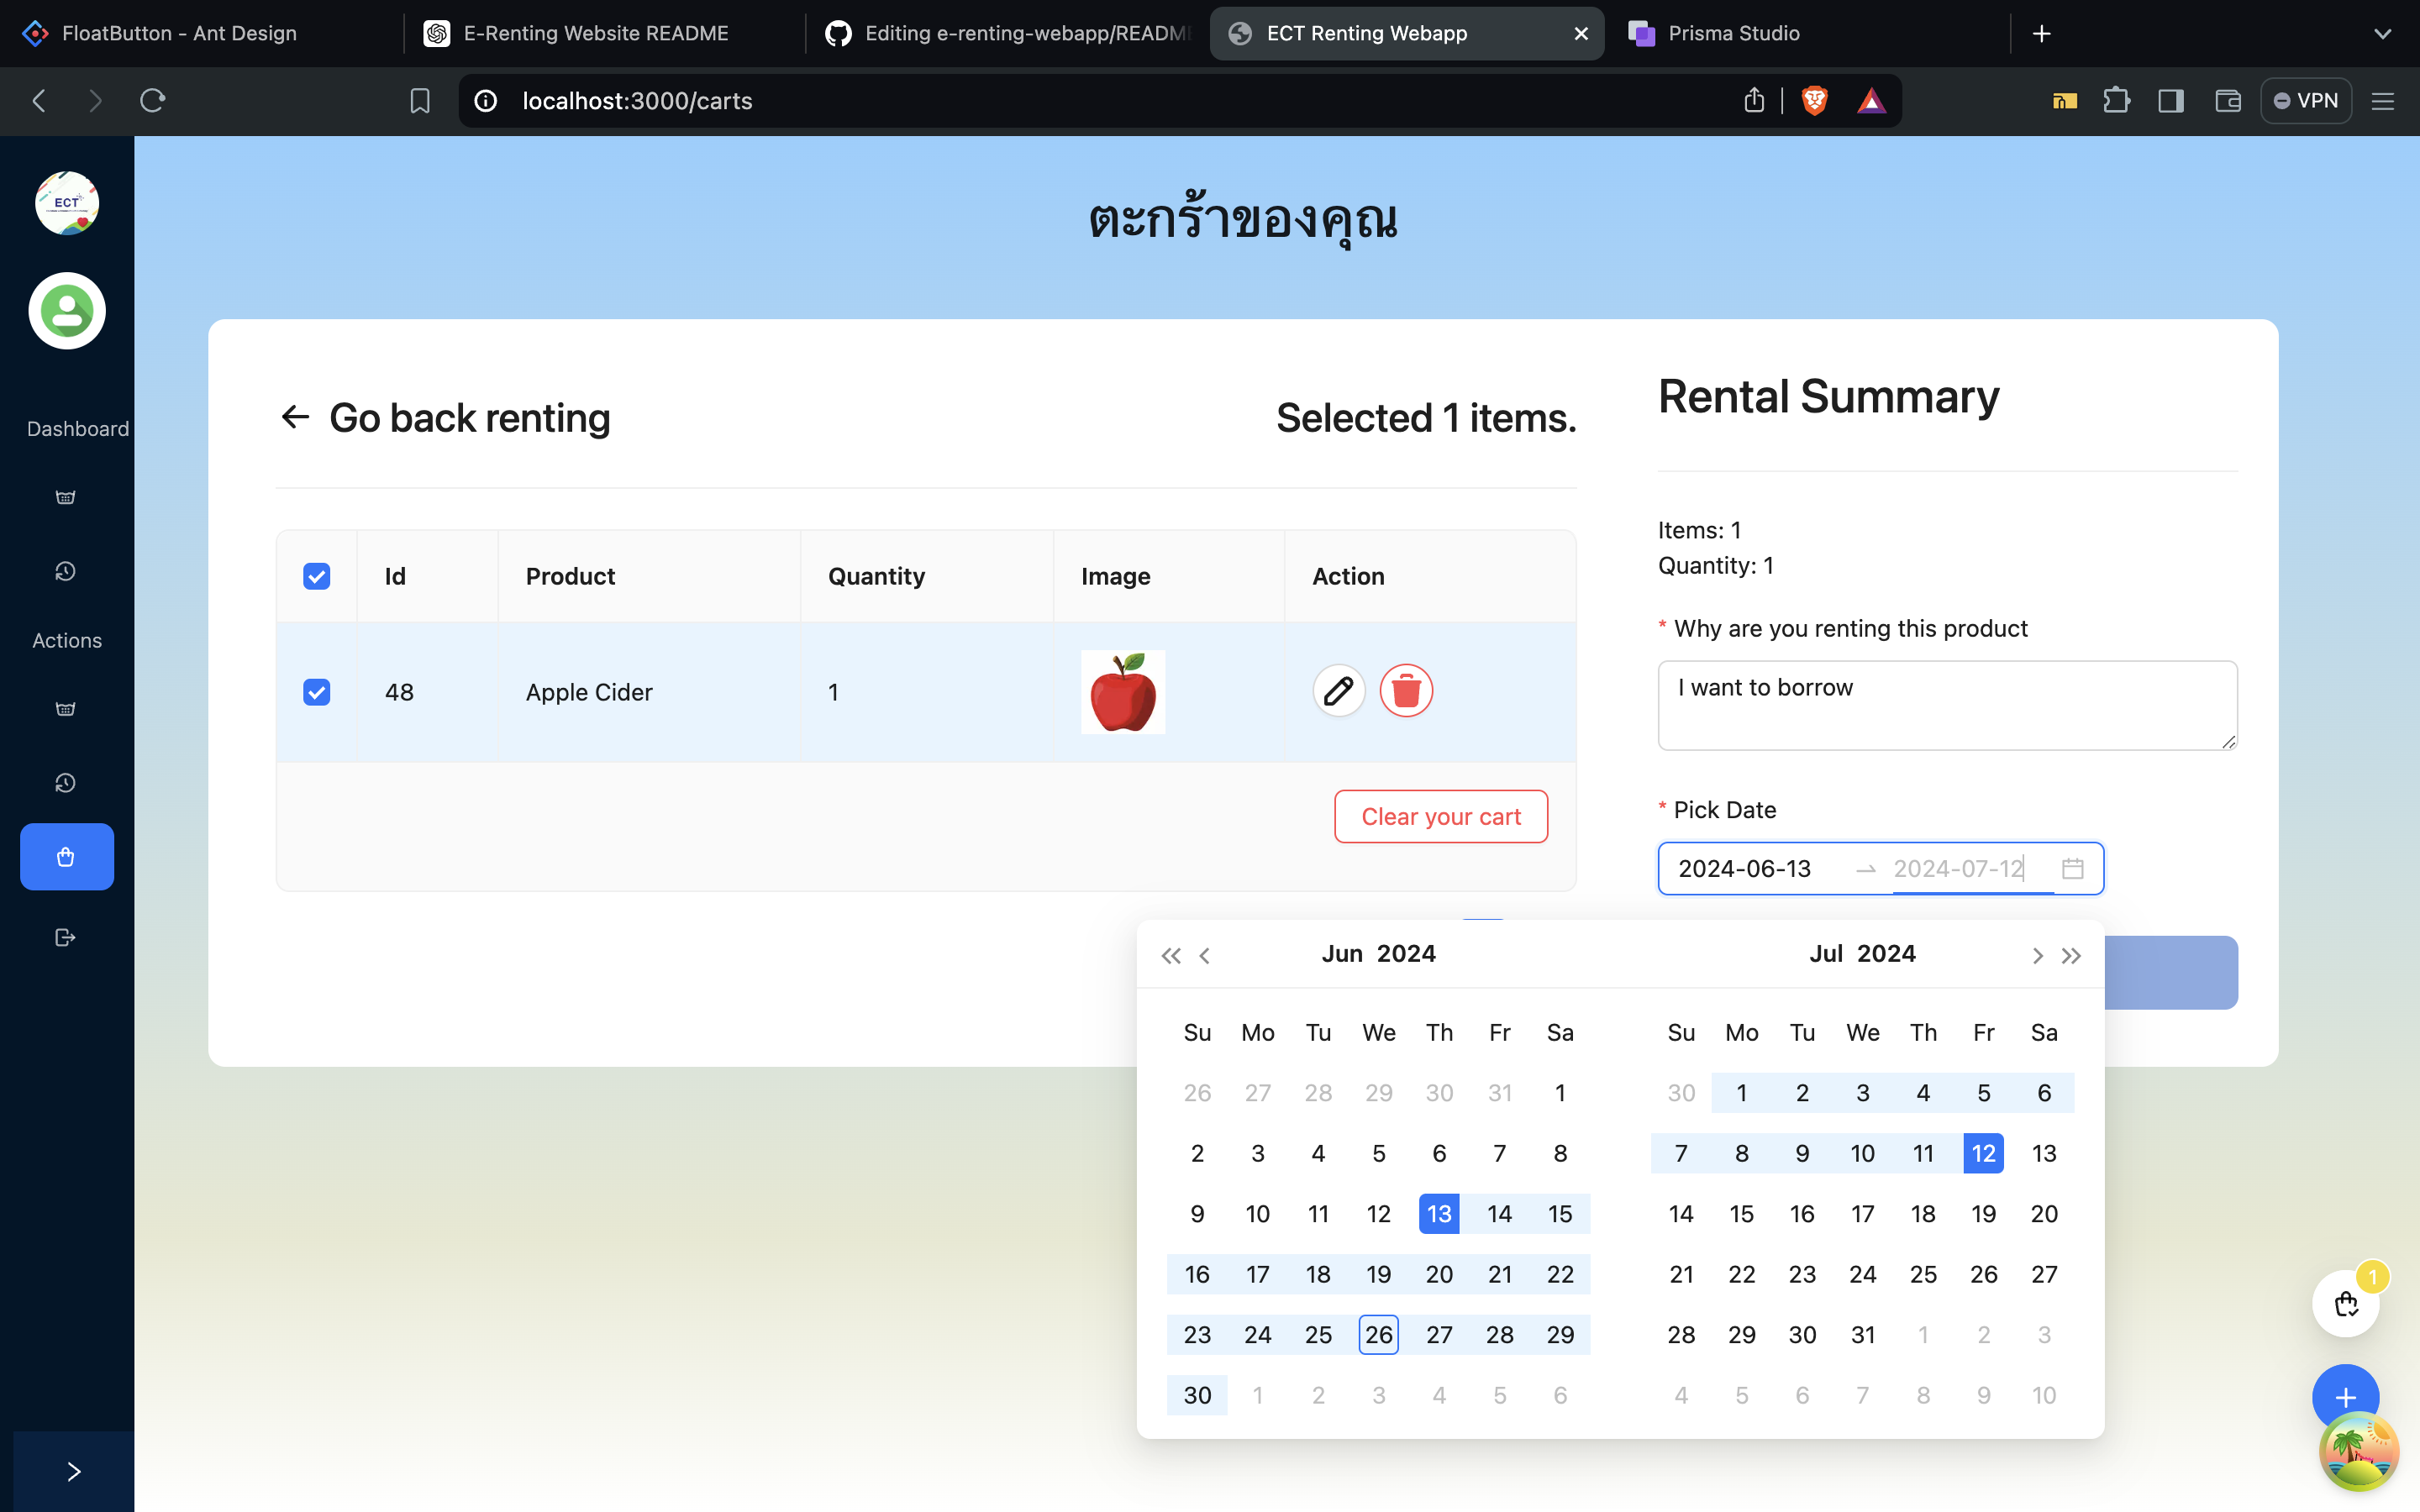 FloatButton - Ant Design
E-Renting Website README
Editing e-renting-webapp/READM
ECT Renting Webapp
Prisma Studio
localhost:3000/carts
VPN
ECT
ตะกร้าของคุณ
Dashboard
Actions
Go back renting
Selected 1 items.
Id Product Quantity Image Action
48 Apple Cider 1
Clear your cart
Rental Summary
Items: 1
Quantity: 1
* Why are you renting this product
I want to borrow
* Pick Date
2024-06-13 2024-07-12
Jun 2024
Su Mo Tu We Th Fr Sa
26 27 28 29 30 31 1
2 3 4 5 6 7 8
9 10 11 12 13 14 15
16 17 18 19 20 21 22
23 24 25 26 27 28 29
30 1 2 3 4 5 6
Jul 2024
Su Mo Tu We Th Fr Sa
30 1 2 3 4 5 6
7 8 9 10 11 12 13
14 15 16 17 18 19 20
21 22 23 24 25 26 27
28 29 30 31 1 2 3
4 5 6 7 8 9 10
1